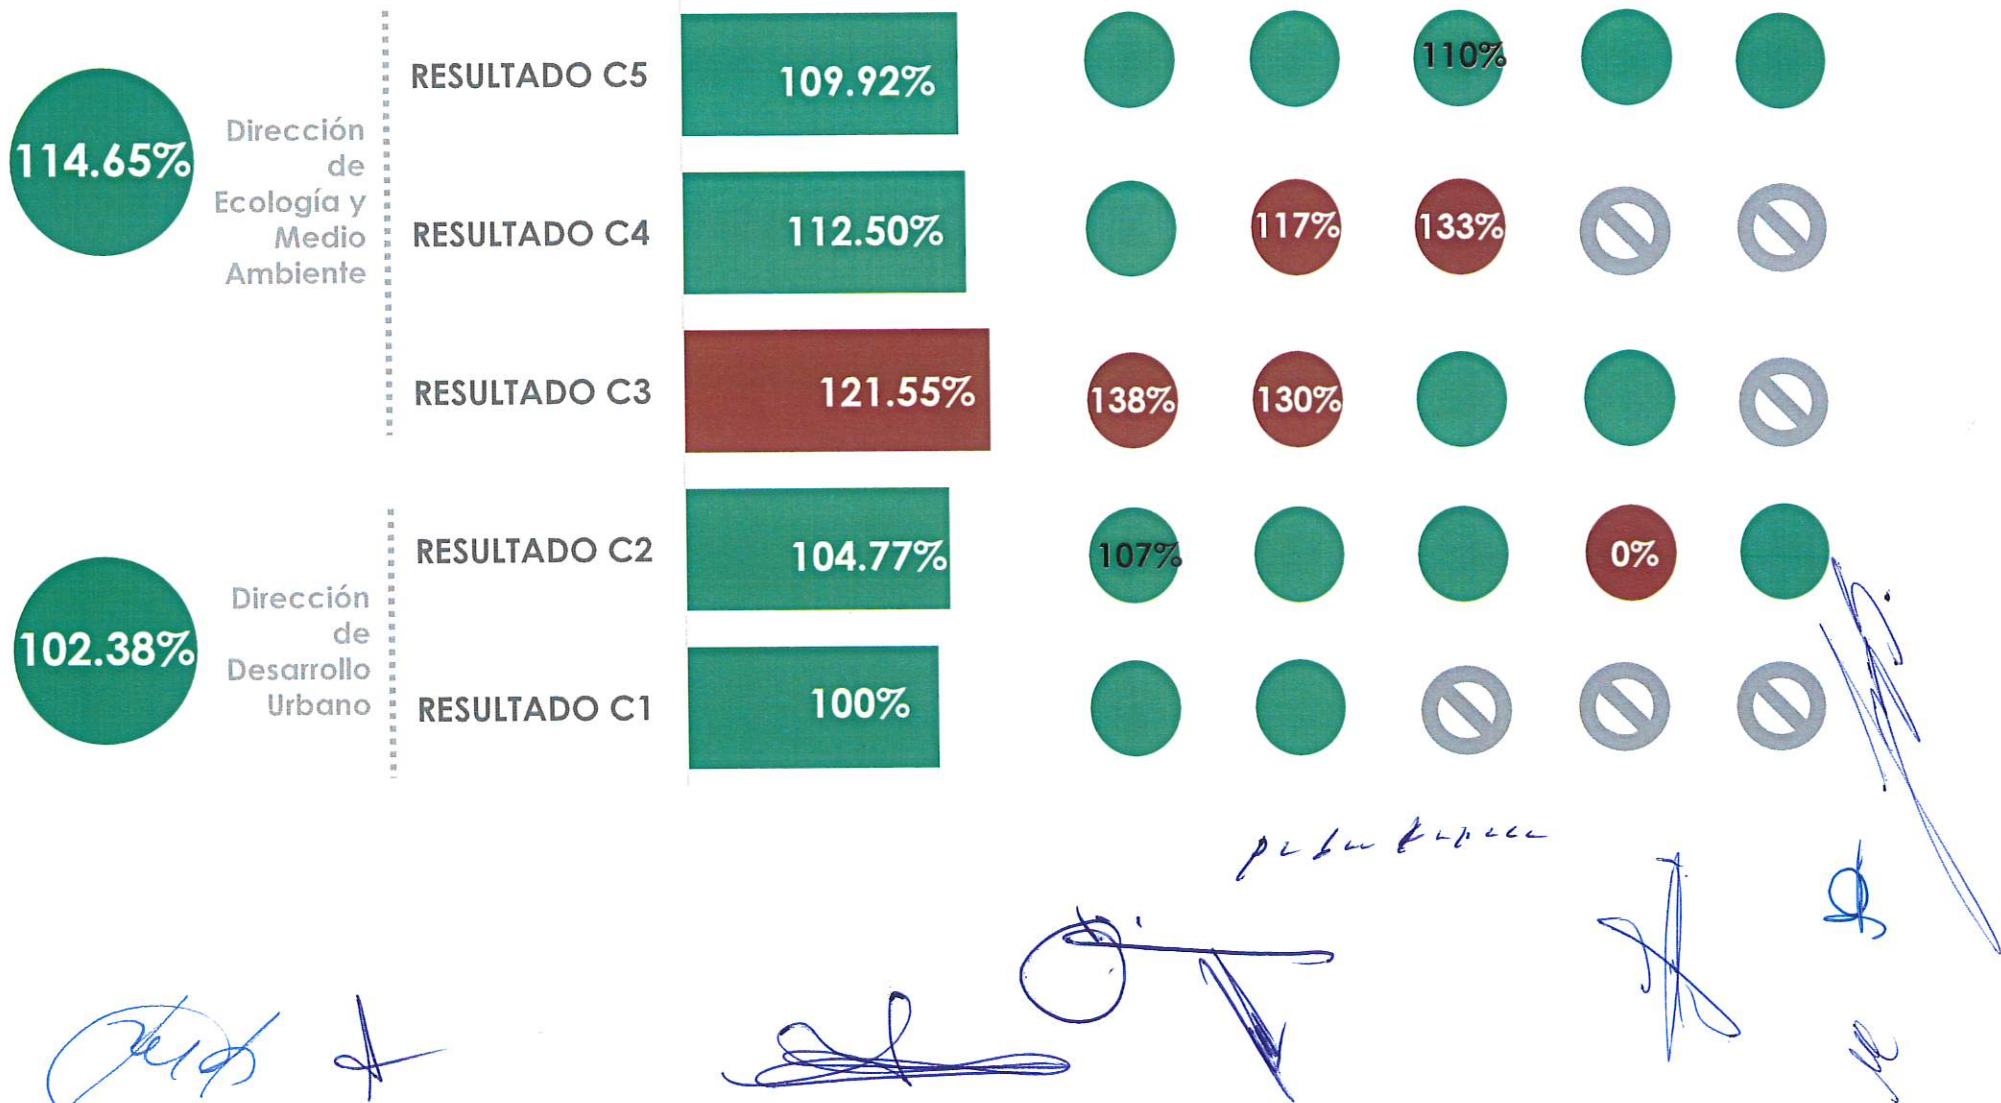 RESULTADO C5
109.92%
110%
114.65%
Dirección
de
Ecología y
Medio
Ambiente
RESULTADO C4
112.50%
117%
133%
RESULTADO C3
121.55%
138%
130%
RESULTADO C2
104.77%
107%
0%
102.38%
Dirección
de
Desarrollo
Urbano
RESULTADO C1
100%